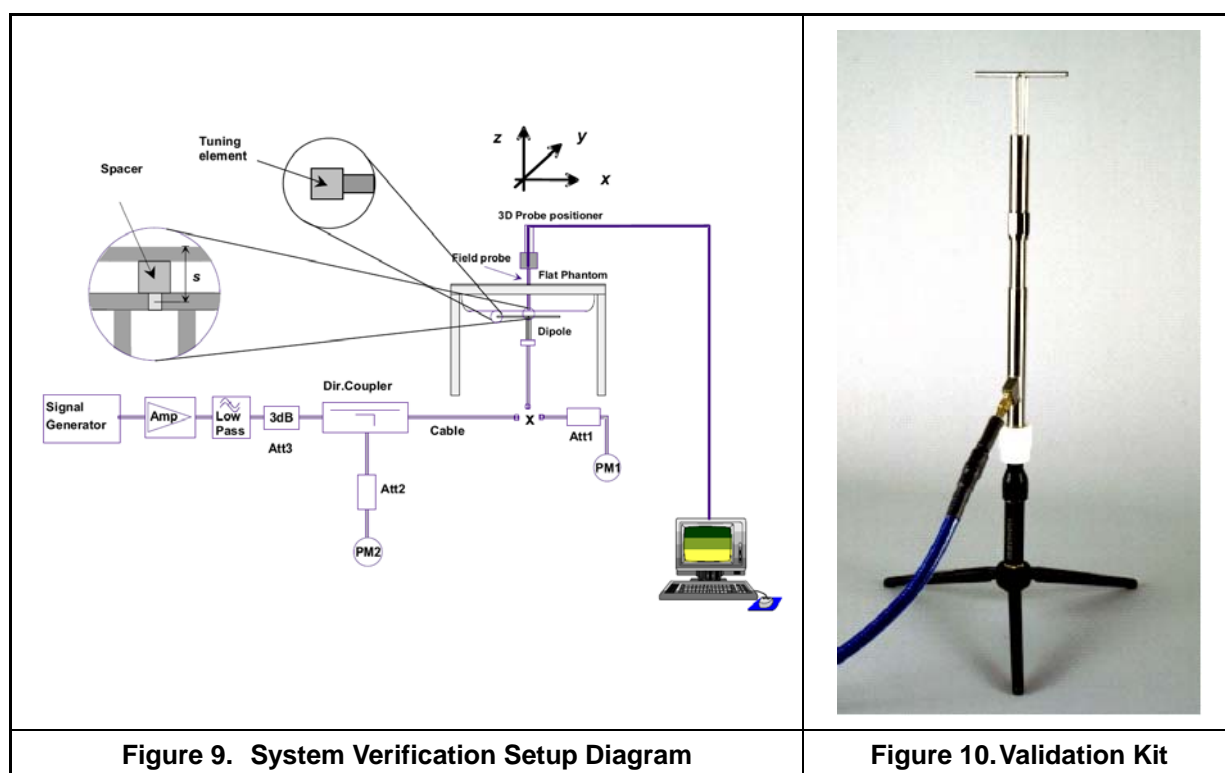 z
y
x
Tuning
element
Spacer
s
3D Probe positioner
Field probe
Flat Phantom
Dipole
Dir.Coupler
Signal
Generator
Amp
Low
Pass
3dB
Att3
Cable
x
Att1
PM1
Att2
PM2
Figure 9. System Verification Setup Diagram
Figure 10.Validation Kit